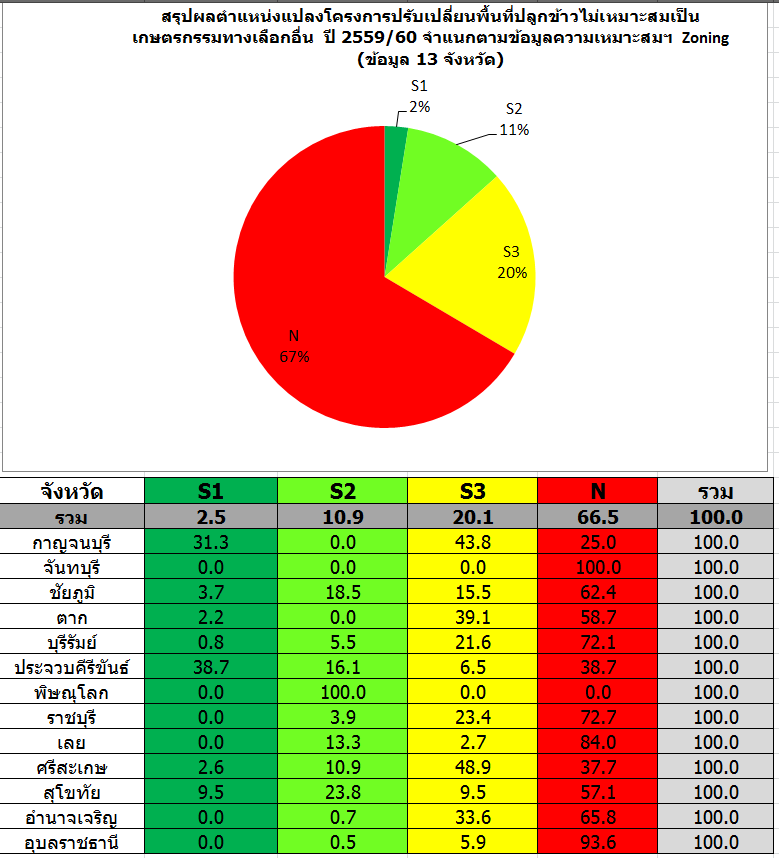 สรุปผลตำแหน่งแปลงโครงการปรับเปลี่ยนพื้นที่ปลูกข้าวไม่เหมาะสมเป็น
เกษตรกรรมทางเลือกอื่น ปี 2559/60 จำแนกตามข้อมูลความเหมาะสมฯ Zoning
(ข้อมูล 13 จังหวัด)
S1
2%
S2
11%
S3
20%
N
67%
จังหวัด S1 S2 S3 N รวม
รวม 2.5 10.9 20.1 66.5 100.0
กาญจนบุรี 31.3 0.0 43.8 25.0 100.0
จันทบุรี 0.0 0.0 0.0 100.0 100.0
ชัยภูมิ 3.7 18.5 15.5 62.4 100.0
ตาก 2.2 0.0 39.1 58.7 100.0
บุรีรัมย์ 0.8 5.5 21.6 72.1 100.0
ประจวบคีรีขันธ์ 38.7 16.1 6.5 38.7 100.0
พิษณุโลก 0.0 100.0 0.0 0.0 100.0
ราชบุรี 0.0 3.9 23.4 72.7 100.0
เลย 0.0 13.3 2.7 84.0 100.0
ศรีสะเกษ 2.6 10.9 48.9 37.7 100.0
สุโขทัย 9.5 23.8 9.5 57.1 100.0
อำนาจเจริญ 0.0 0.7 33.6 65.8 100.0
อุบลราชธานี 0.0 0.5 5.9 93.6 100.0